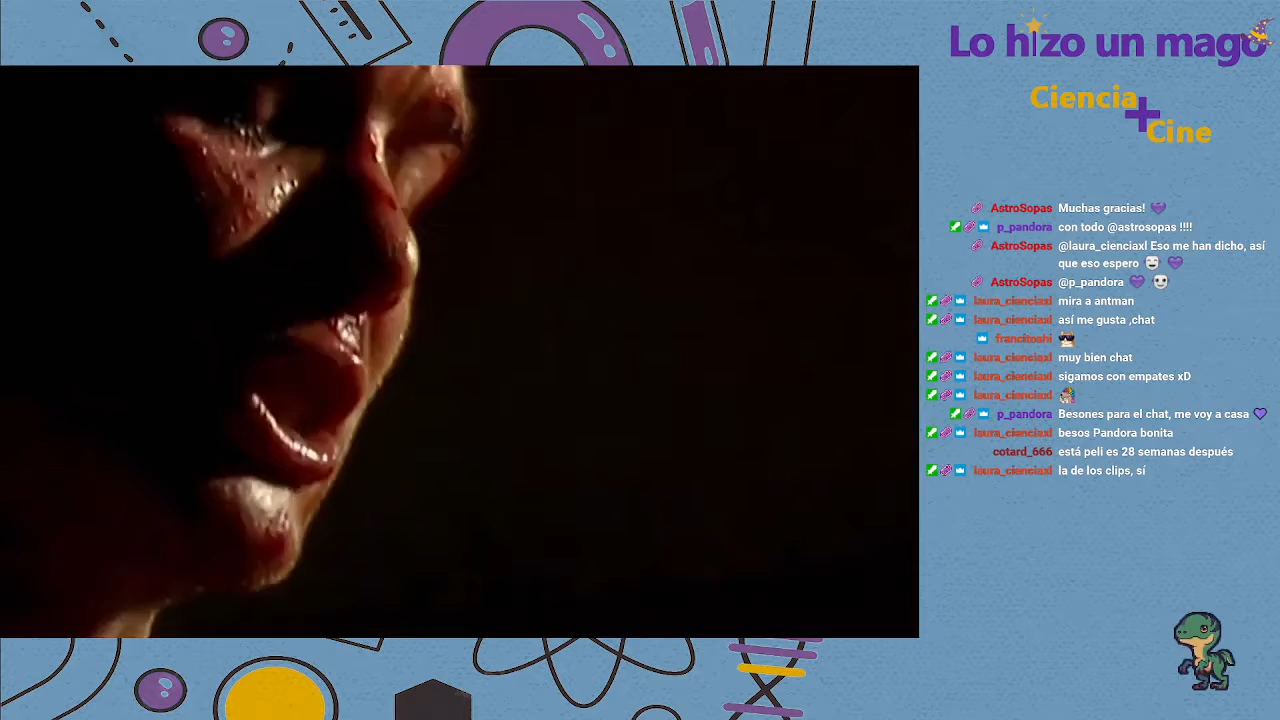 Lo hizo un mago
Ciencia
+Cine
AstroSopas Muchas gracias!
p_pandora con todo @astrosopas !!!!
AstroSopas @laura_cienciaxl Eso me han dicho, así
que eso espero
AstroSopas @p_pandora
laura_cienciaxl mira a antman
laura_cienciaxl así me gusta ,chat
francitoshi
laura_cienciaxl muy bien chat
laura_cienciaxl sigamos con empates xD
laura_cienciaxl
p_pandora Besones para el chat, me voy a casa
laura_cienciaxl besos Pandora bonita
cotard_666 está peli es 28 semanas después
laura_cienciaxl la de los clips, sí